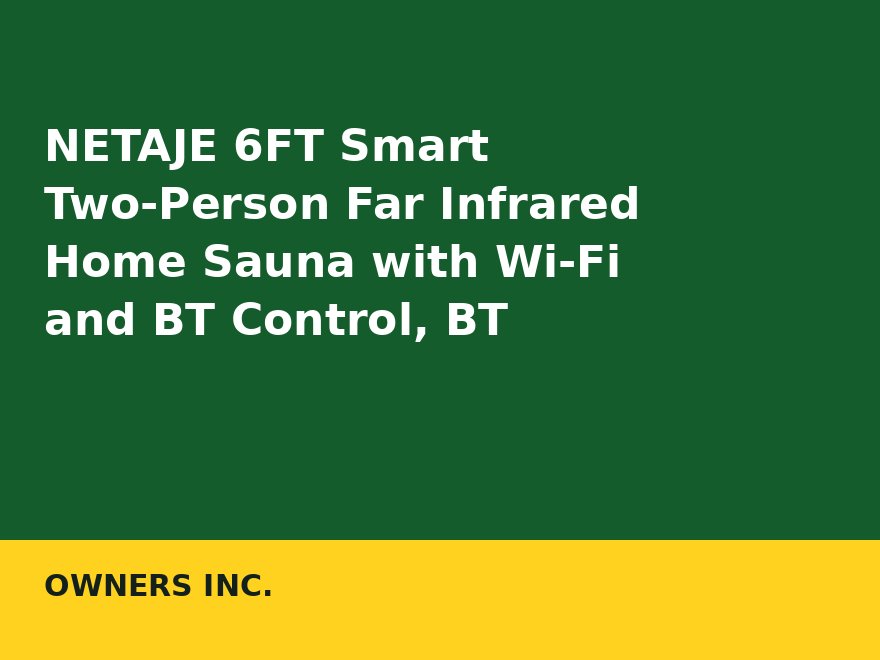 NETAJE 6FT Smart
Two-Person Far Infrared
Home Sauna with Wi-Fi
and BT Control, BT
OWNERS INC.